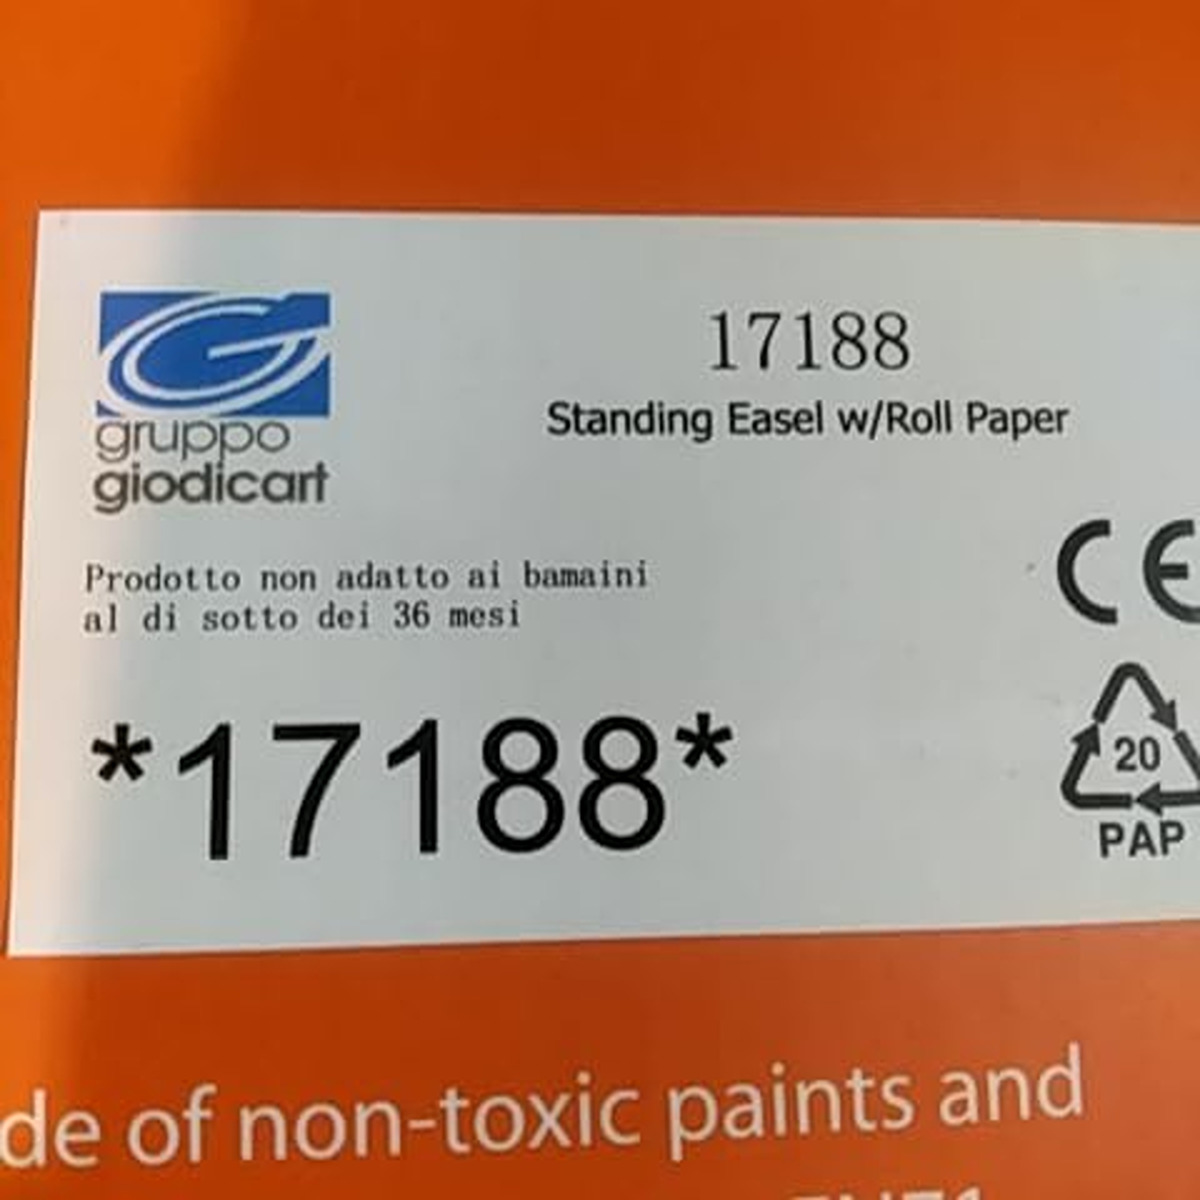 gruppo
giodicart
17188
Standing Easel w/Roll Paper
Prodotto non adatto ai bamaini
al di sotto dei 36 mesi
CE
*17188*
20
PAP
de of non-toxic paints and